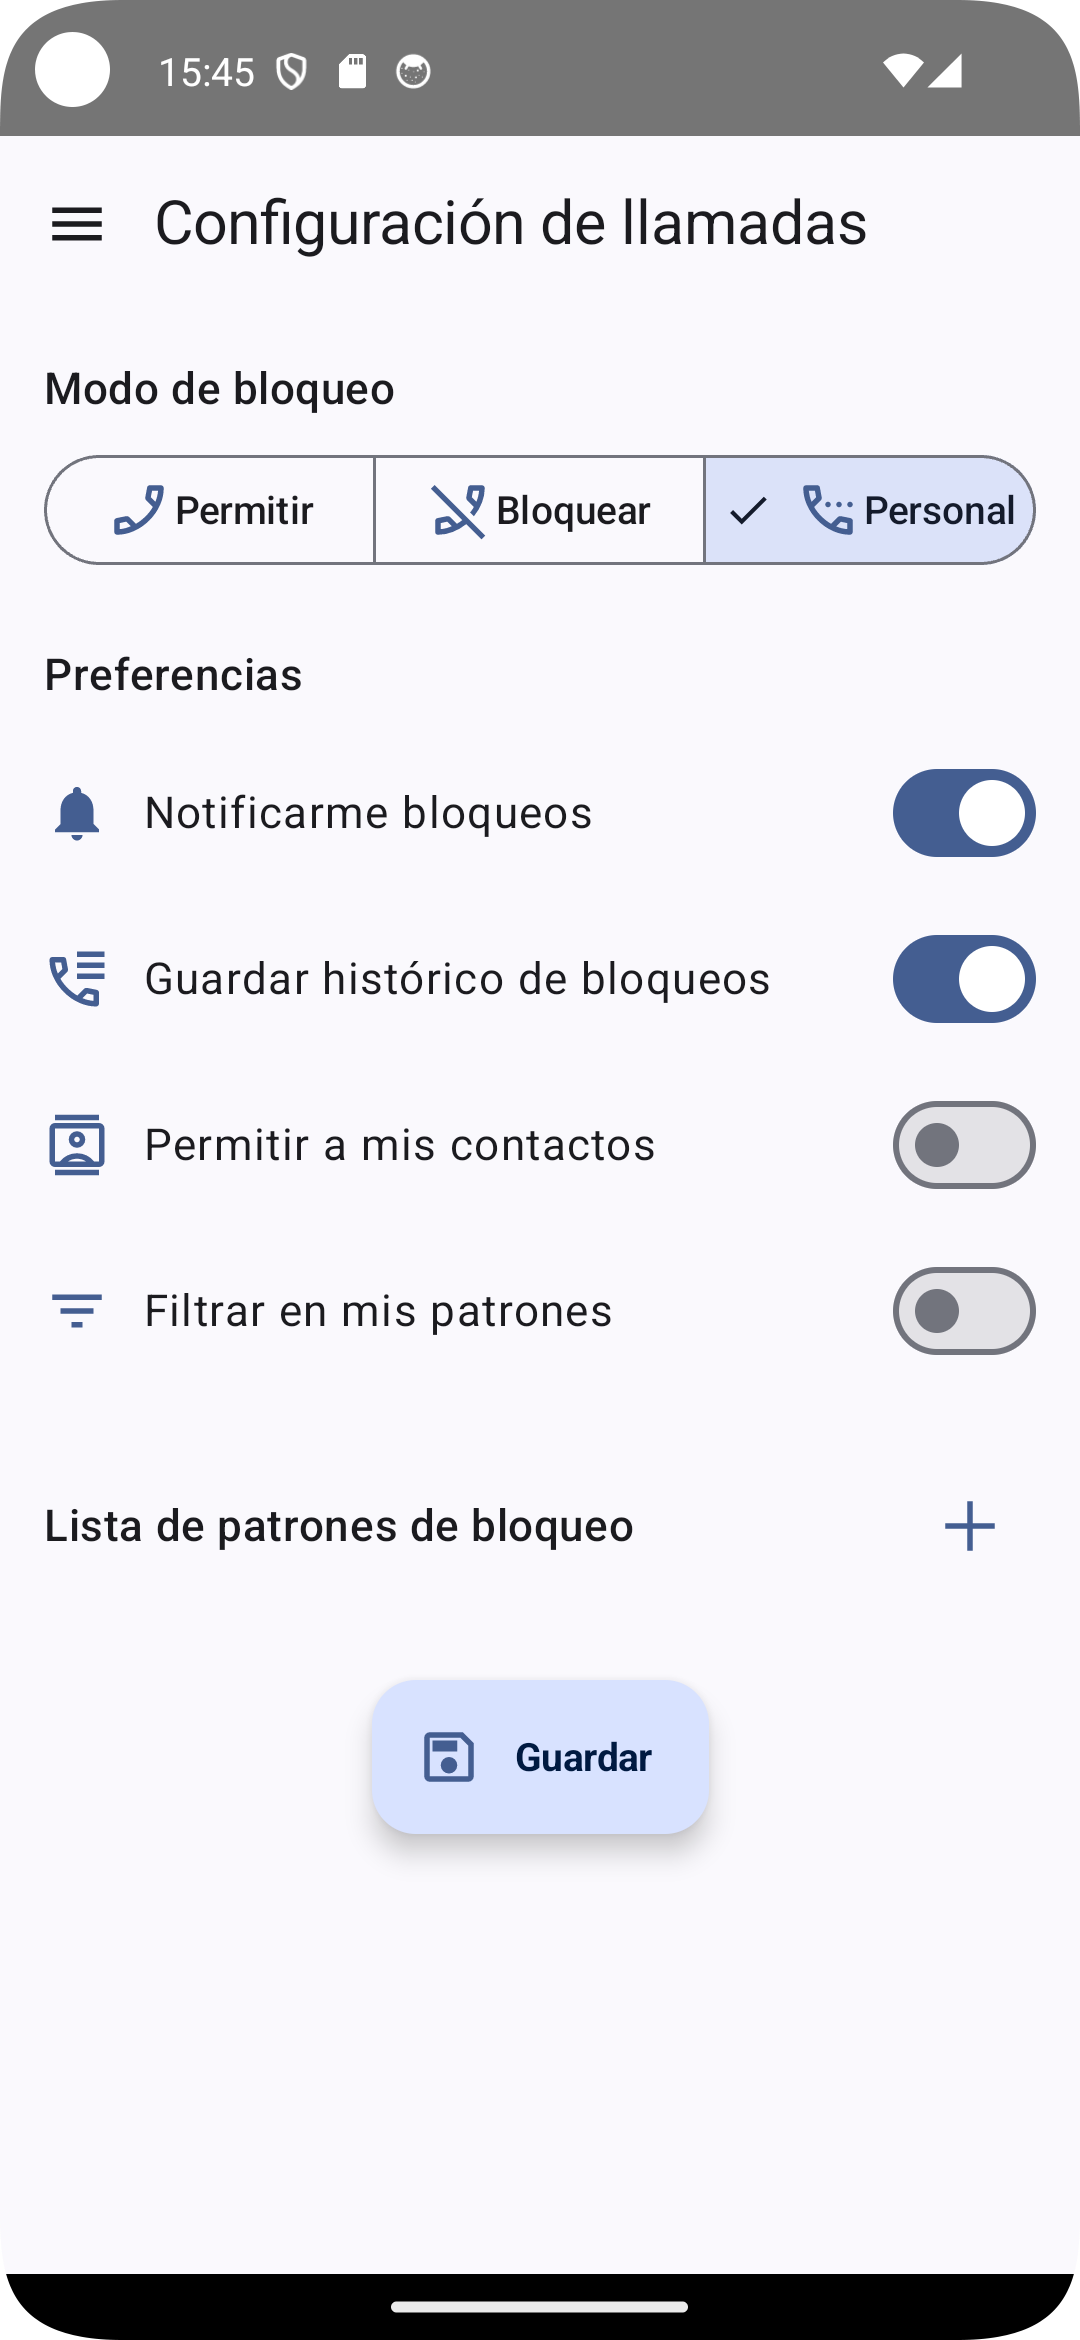 15:45
Configuración de llamadas
Modo de bloqueo
Permitir Bloquear Personal
Preferencias
Notificarme bloqueos
Guardar histórico de bloqueos
Permitir a mis contactos
Filtrar en mis patrones
Lista de patrones de bloqueo
Guardar